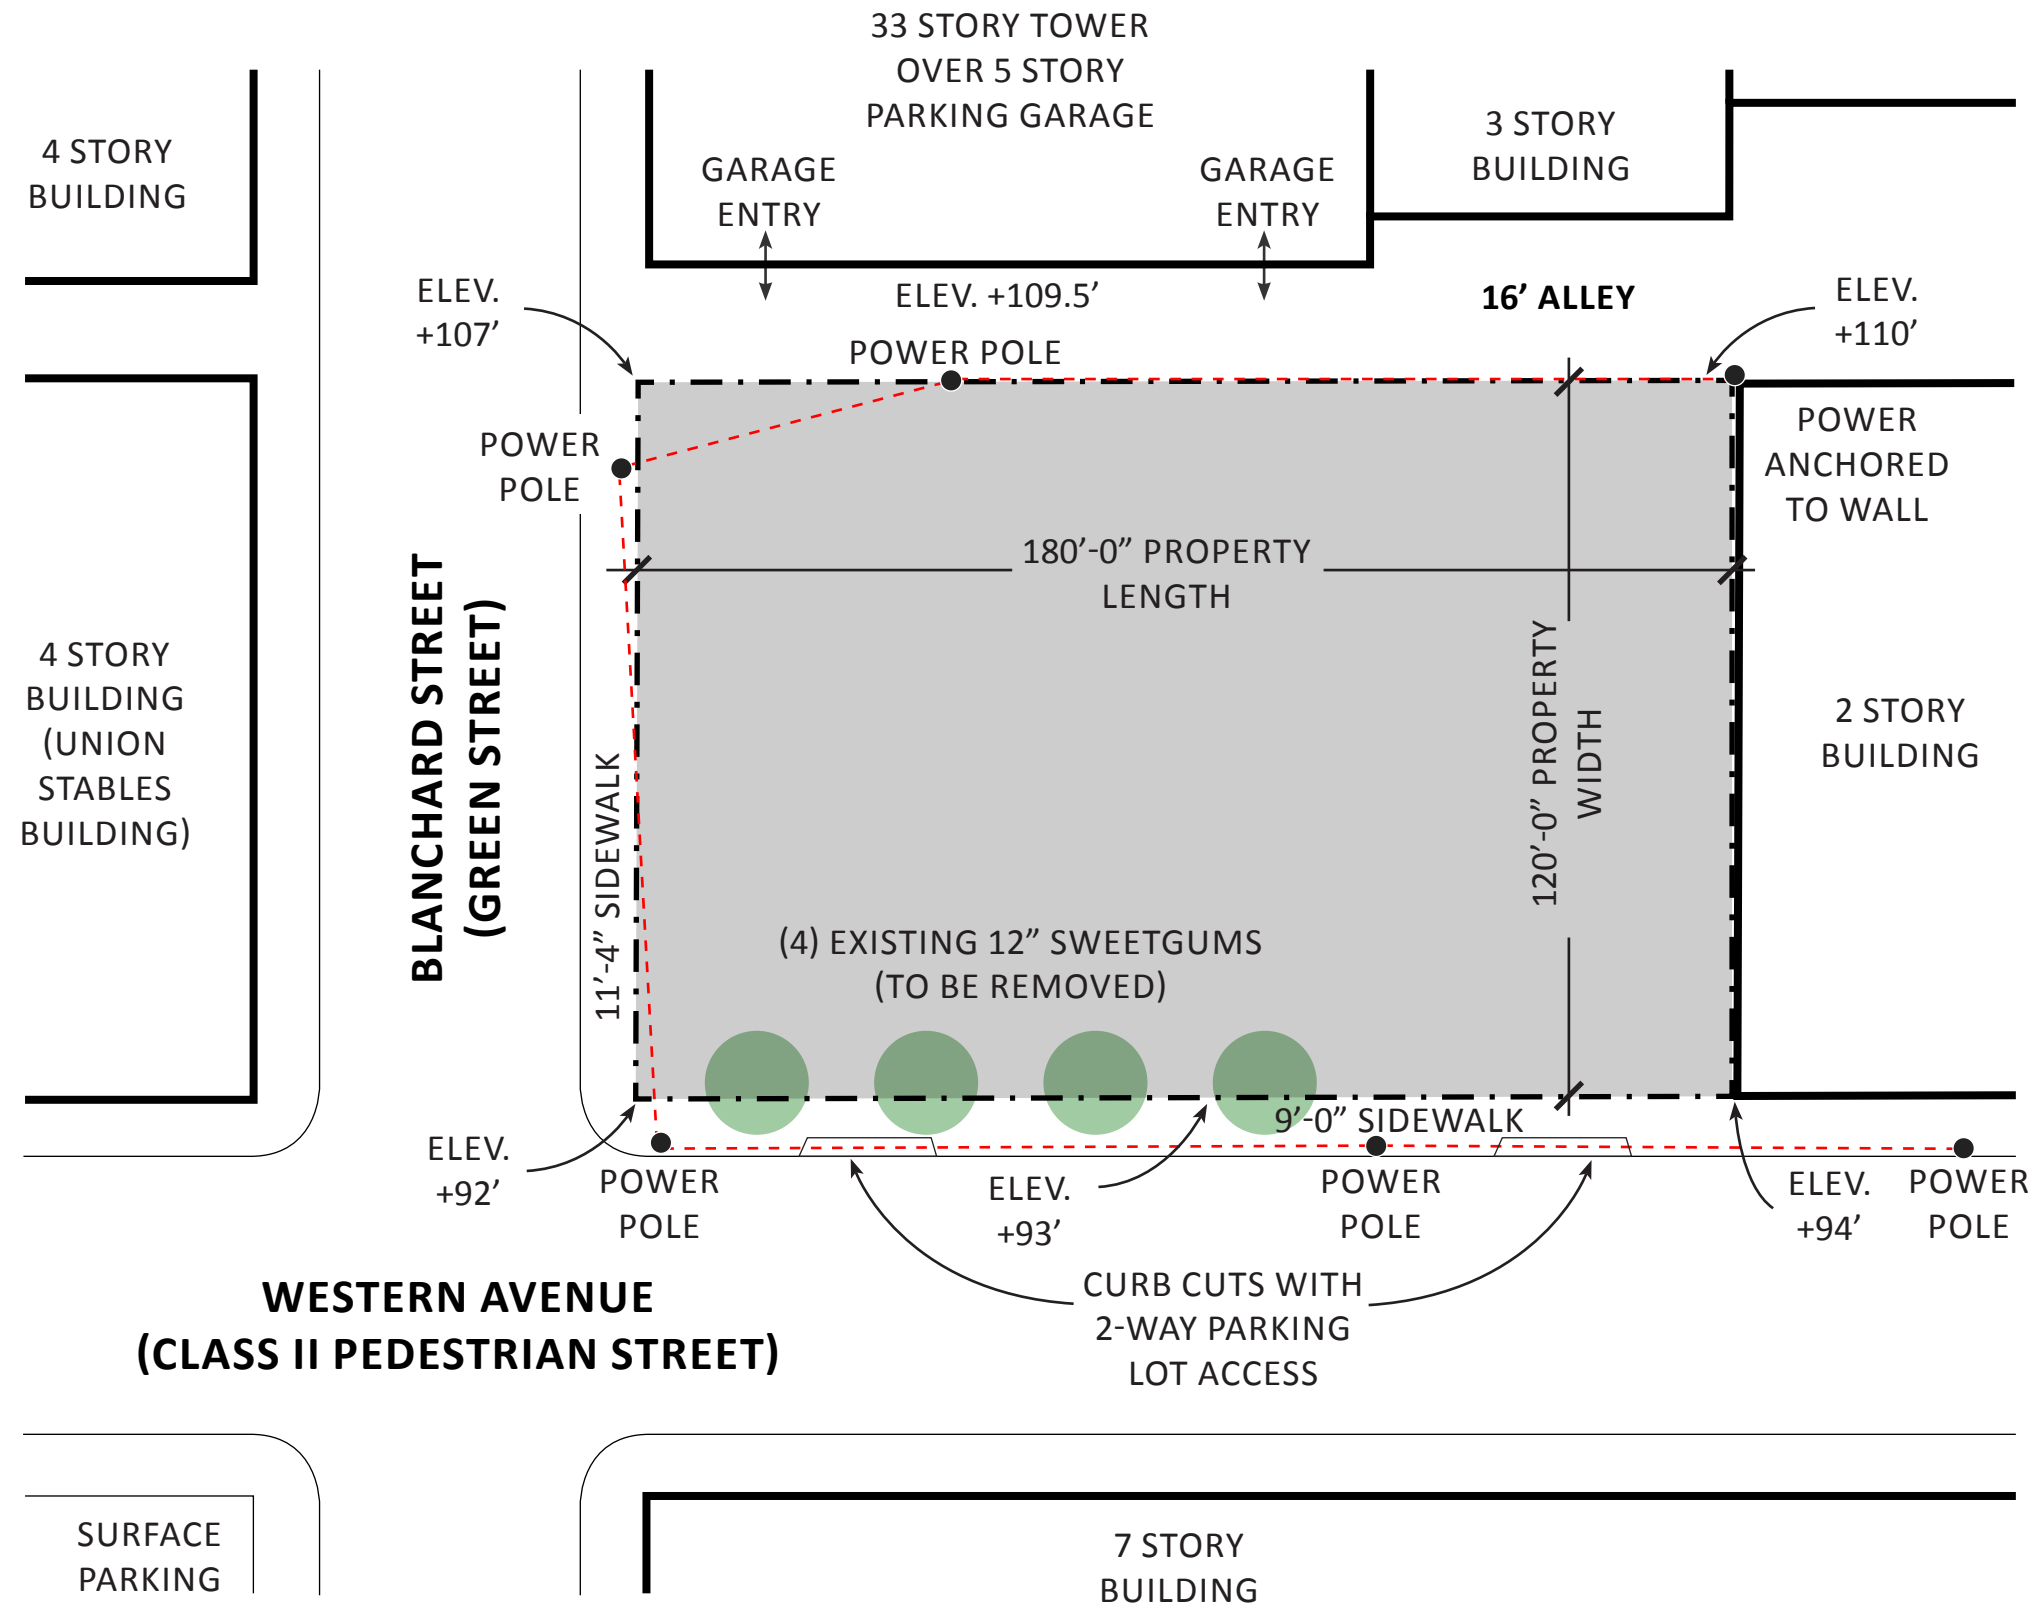 33 STORY TOWER
OVER 5 STORY
PARKING GARAGE
4 STORY
BUILDING
3 STORY
BUILDING
GARAGE
ENTRY
GARAGE
ENTRY
ELEV.
+107’
ELEV. +109.5’
16’ ALLEY
ELEV.
+110’
POWER POLE
POWER
POLE
POWER
ANCHORED
TO WALL
180’-0” PROPERTY
LENGTH
BLANCHARD STREET
(GREEN STREET)
120’-0” PROPERTY
WIDTH
4 STORY
BUILDING
(UNION
STABLES
BUILDING)
2 STORY
BUILDING
11’-4” SIDEWALK
(4) EXISTING 12” SWEETGUMS
(TO BE REMOVED)
9’-0” SIDEWALK
ELEV.
+92’
POWER
POLE
ELEV.
+93’
POWER
POLE
ELEV.
+94’
POWER
POLE
WESTERN AVENUE
(CLASS II PEDESTRIAN STREET)
CURB CUTS WITH
2-WAY PARKING
LOT ACCESS
SURFACE
PARKING
7 STORY
BUILDING